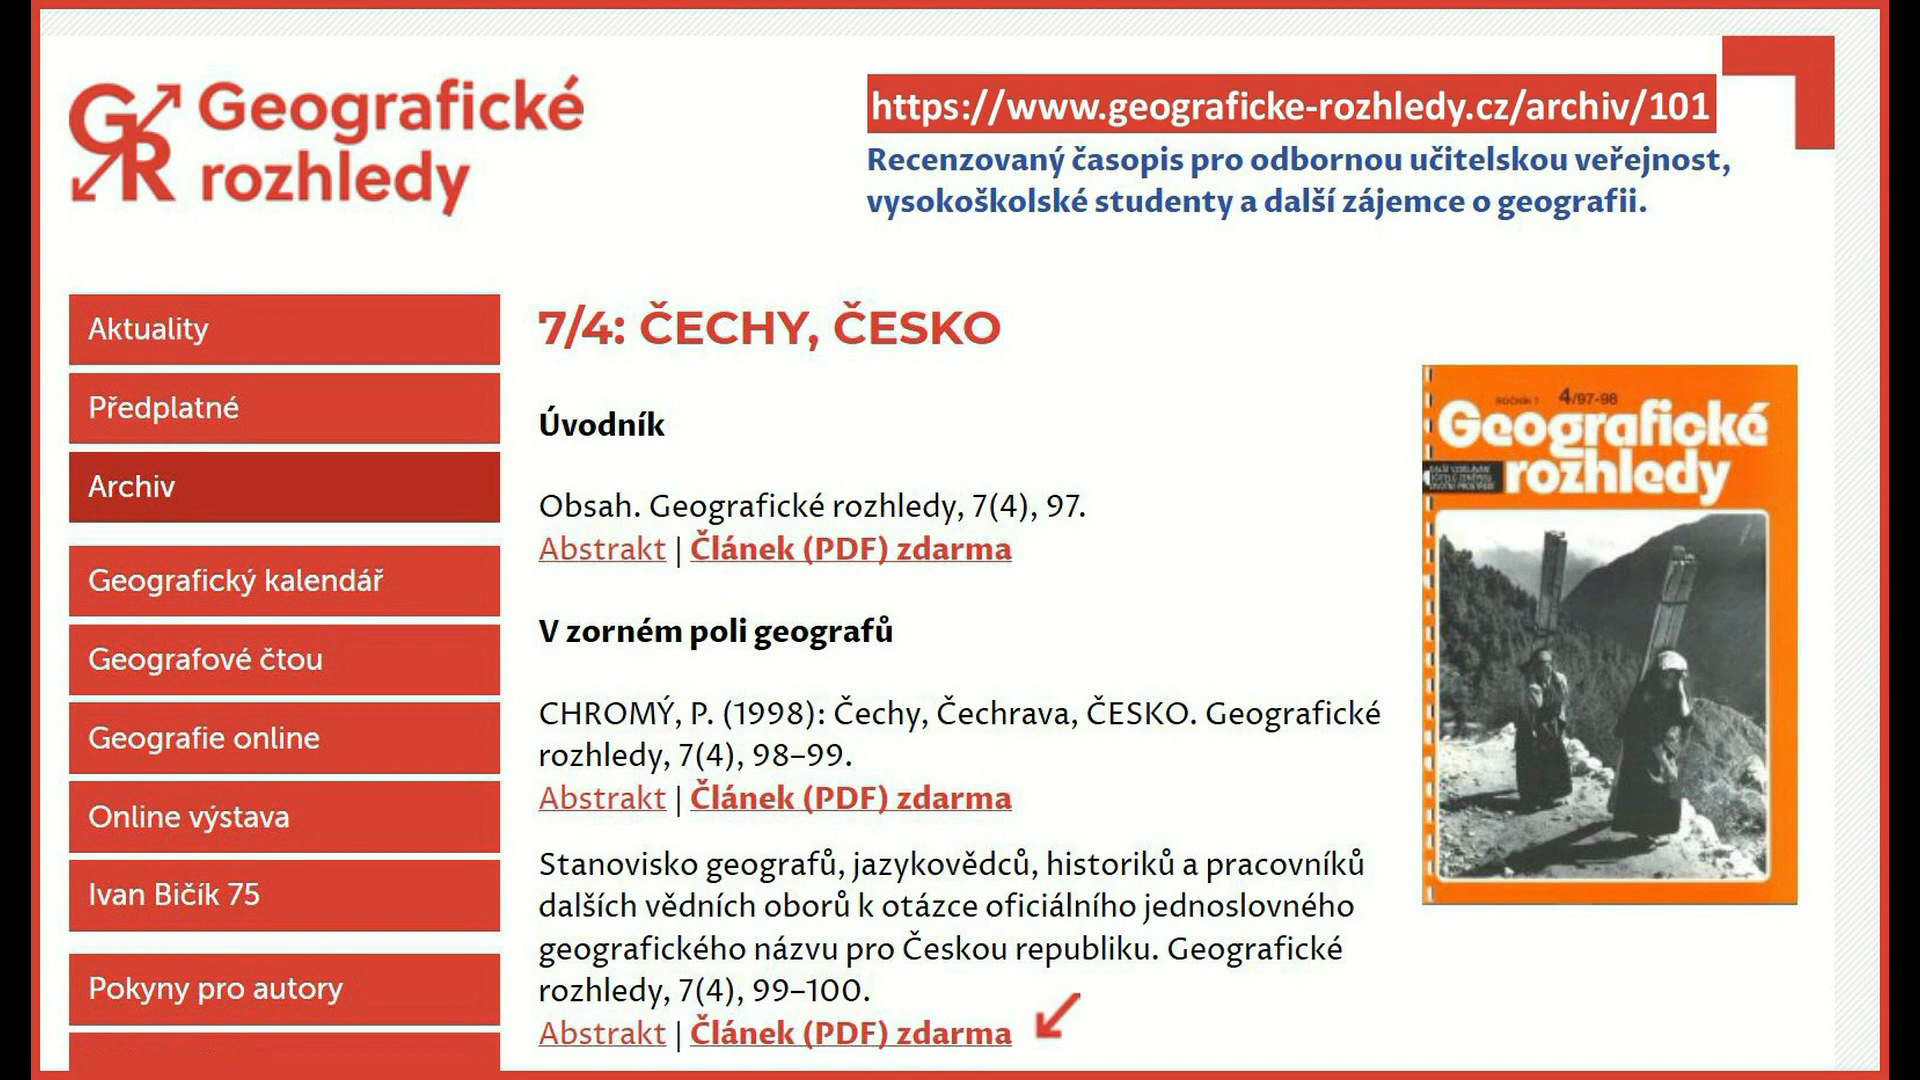 GR Geografické
rozhledy
https://www.geograficke-rozhledy.cz/archiv/101
Recenzovaný časopis pro odbornou učitelskou veřejnost,
vysokoškolské studenty a další zájemce o geografii.
Aktuality
Předplatné
Archiv
Geografický kalendář
Geografové čtou
Geografie online
Online výstava
Ivan Bičík 75
Pokyny pro autory
7/4: ČECHY, ČESKO
Úvodník
Obsah. Geografické rozhledy, 7(4), 97.
Abstrakt | Článek (PDF) zdarma
V zorném poli geografů
CHROMÝ, P. (1998): Čechy, Čechrava, ČESKO. Geografické
rozhledy, 7(4), 98–99.
Abstrakt | Článek (PDF) zdarma
Stanovisko geografů, jazykovědců, historiků a pracovníků
dalších vědních oborů k otázce oficiálního jednoslovného
geografického názvu pro Českou republiku. Geografické
rozhledy, 7(4), 99–100.
Abstrakt | Článek (PDF) zdarma
ROČNÍK 7 4/97-98
Geografické
rozhledy